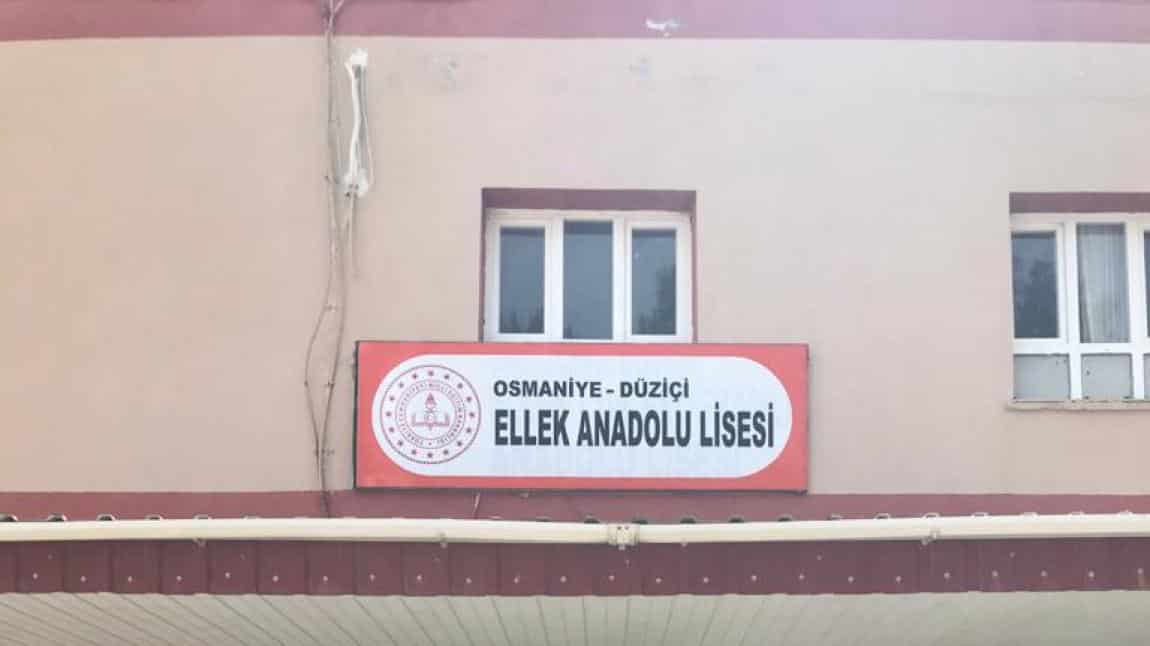 OSMANİYE - DÜZİÇİ
ELLEK ANADOLU LİSESİ